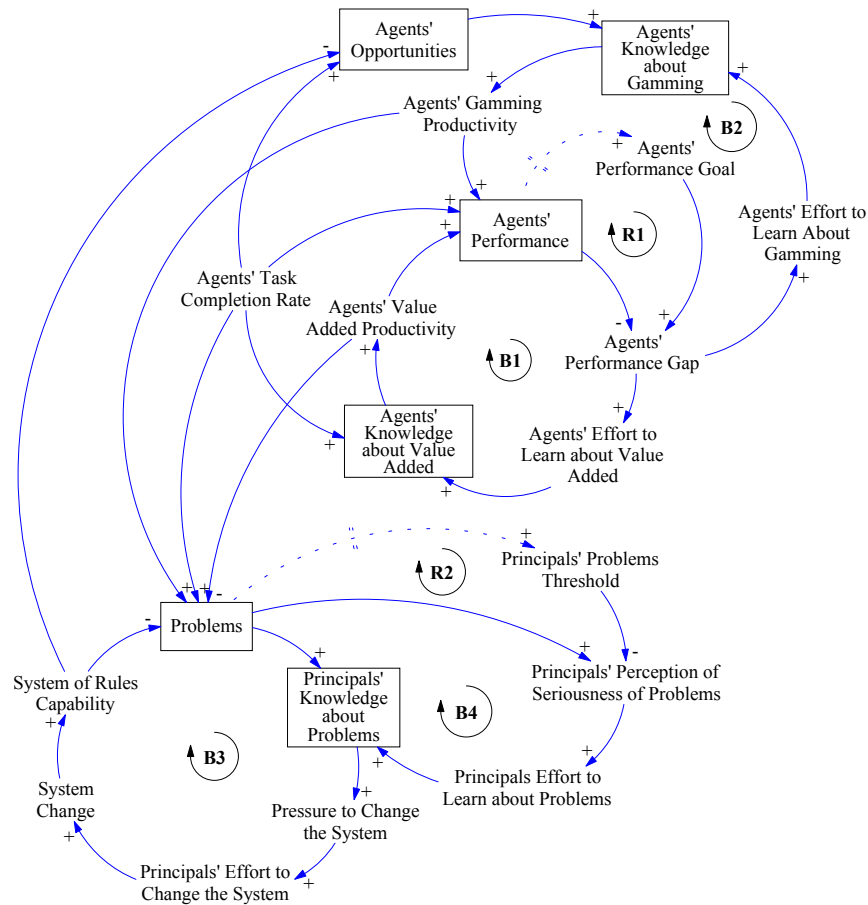 Agents'
Opportunities
Agents'
Knowledge
about
Gamming
Agents' Gamming
Productivity
B2
Agents'
Performance Goal
Agents'
Performance
R1
Agents' Effort to
Learn About
Gamming
Agents' Task
Completion Rate
Agents' Value
Added Productivity
B1
Agents'
Performance Gap
Agents'
Knowledge
about Value
Added
Agents' Effort to
Learn about Value
Added
R2
Principals' Problems
Threshold
Problems
System of Rules
Capability
Principals'
Knowledge
about
Problems
B4
Principals' Perception of
Seriousness of Problems
B3
System
Change
Principals Effort to
Learn about Problems
Pressure to Change
the System
Principals' Effort to
Change the System